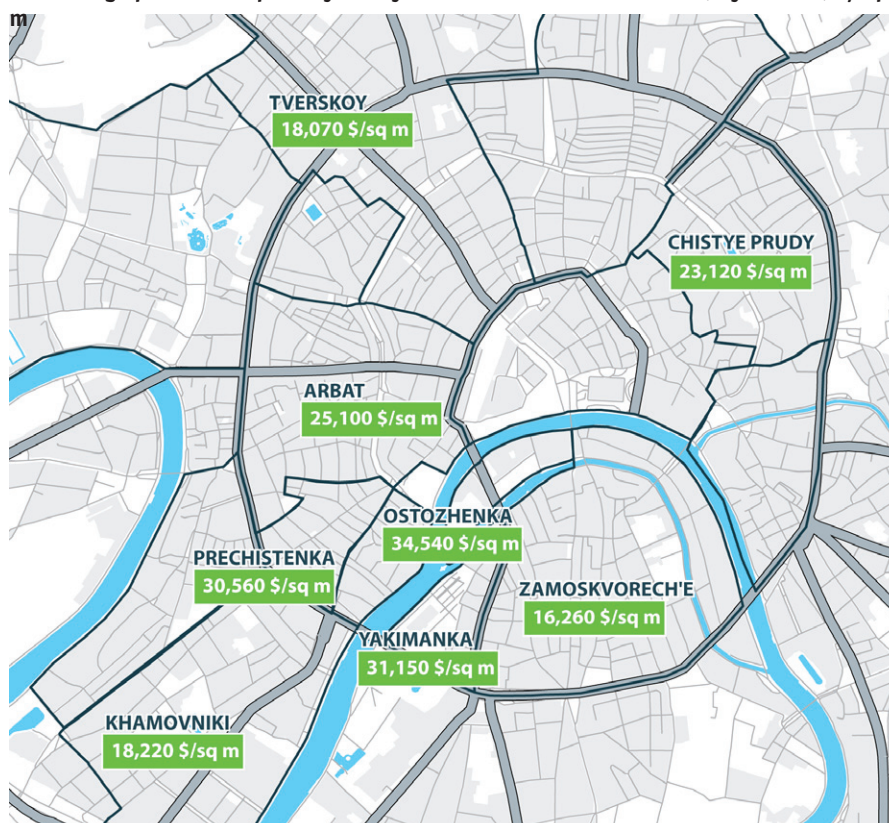 m
TVERSKOY
18,070 $/sq m
CHISTYE PRUDY
23,120 $/sq m
ARBAT
25,100 $/sq m
OSTOZHENKA
34,540 $/sq m
PRECHISTENKA
30,560 $/sq m
ZAMOSKVORECH'E
16,260 $/sq m
YAKIMANKA
31,150 $/sq m
KHAMOVNIKI
18,220 $/sq m